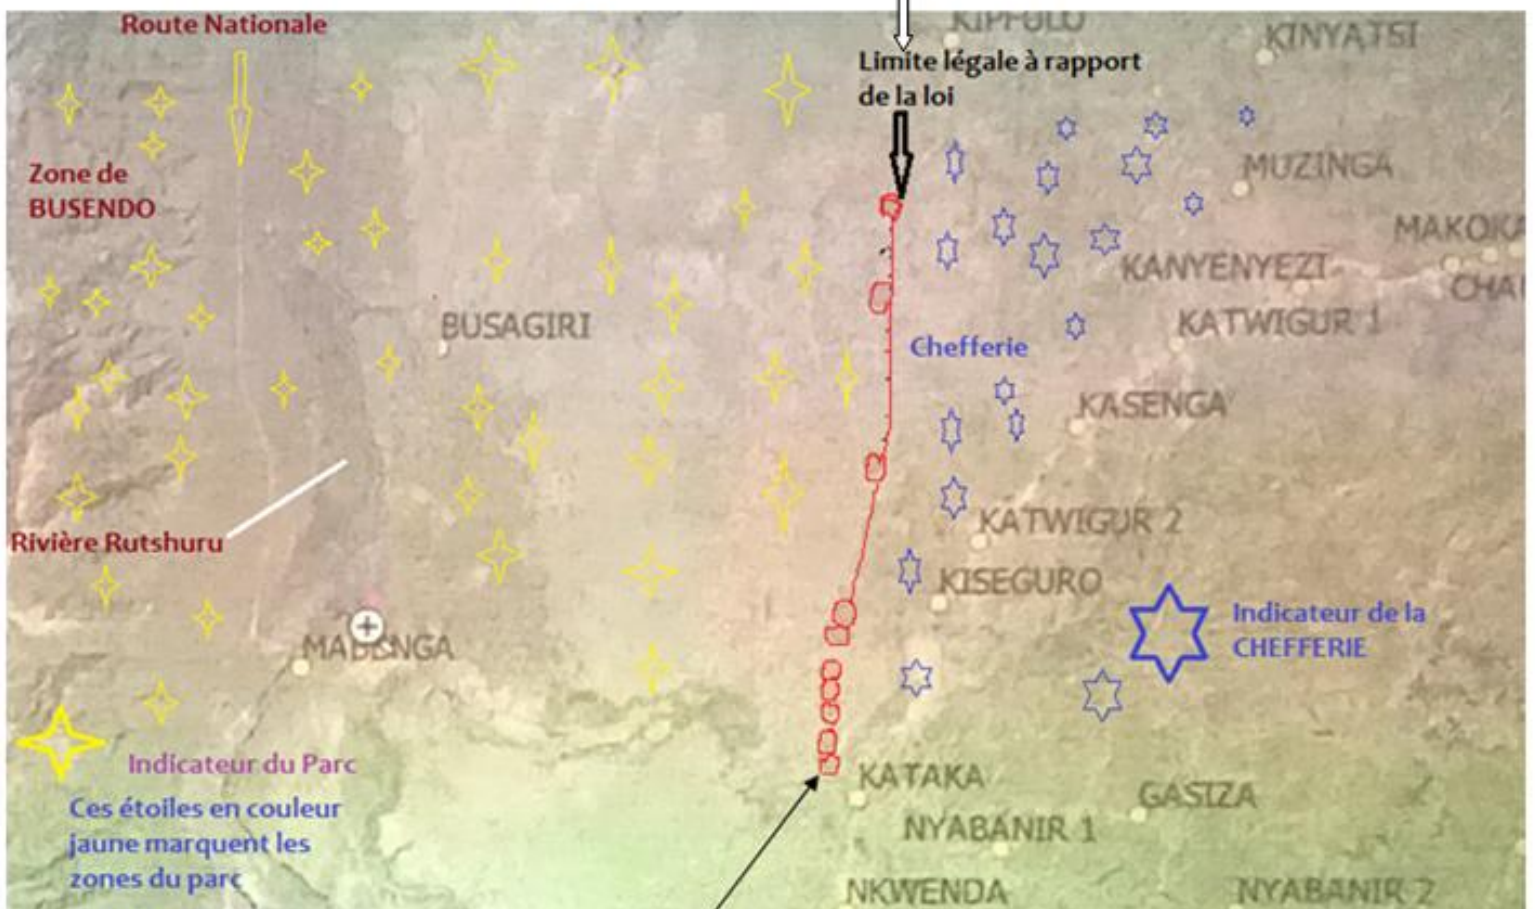 Route Nationale
KIPFULO
KINYATSI
Limite légale à rapport
de la loi
Zone de
BUSENDO
MUZINGA
MAKOKA
KANYENYEZI
CHAI
BUSAGIRI
KATWIGUR 1
Chefferie
KASENGA
KATWIGUR 2
Rivière Rutshuru
KISEGURO
Indicateur de la
CHEFFERIE
MABENGA
Indicateur du Parc
KATAKA
GASIZA
Ces étoiles en couleur
jaune marquent les
zones du parc
NYABANIR 1
NKWENDA
NYABANIR 2